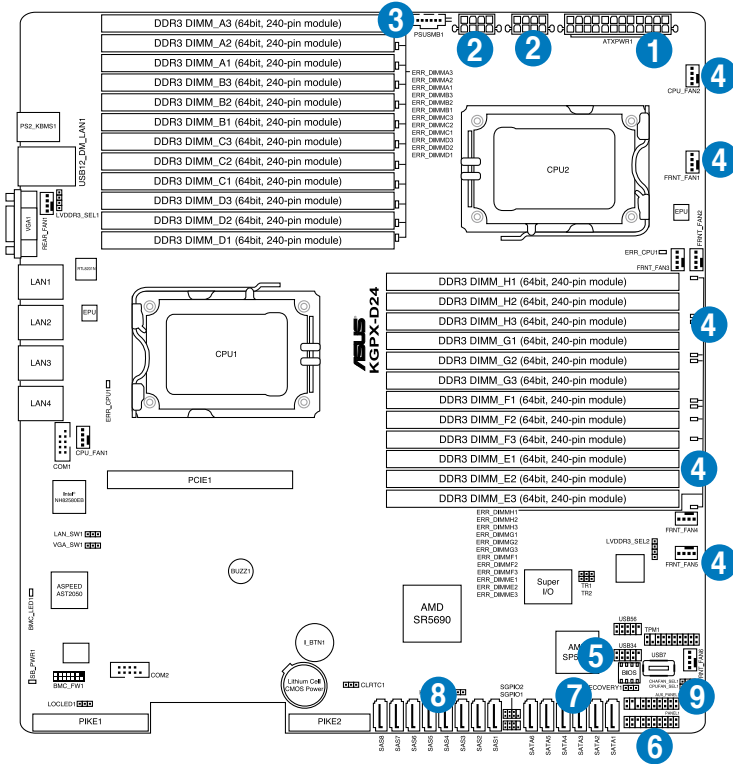 DDR3 DIMM_A3 (64bit, 240-pin module)
DDR3 DIMM_A2 (64bit, 240-pin module)
DDR3 DIMM_A1 (64bit, 240-pin module)
DDR3 DIMM_B3 (64bit, 240-pin module)
DDR3 DIMM_B2 (64bit, 240-pin module)
DDR3 DIMM_B1 (64bit, 240-pin module)
DDR3 DIMM_C3 (64bit, 240-pin module)
DDR3 DIMM_C2 (64bit, 240-pin module)
DDR3 DIMM_C1 (64bit, 240-pin module)
DDR3 DIMM_D3 (64bit, 240-pin module)
DDR3 DIMM_D2 (64bit, 240-pin module)
DDR3 DIMM_D1 (64bit, 240-pin module)
3
PSUSMB1
2
2
ATXPWR1
1
4
CPU_FAN2
ERR_DIMMA3
ERR_DIMMA2
ERR_DIMMA1
ERR_DIMMB3
ERR_DIMMB2
ERR_DIMMB1
ERR_DIMMC3
ERR_DIMMC2
ERR_DIMMC1
ERR_DIMMD3
ERR_DIMMD2
ERR_DIMMD1
CPU2
4
FRNT_FAN1
EPU
FRNT_FAN2
ERR_CPU1
FRNT_FAN3
PS2_KBMS1
USB12_DM_LAN1
VGA1
REAR_FAN1
LVDDR3_SEL1
LAN1
LAN2
LAN3
LAN4
EPU
CPU1
ERR_CPU1
ASUS
KGPX-D24
DDR3 DIMM_H1 (64bit, 240-pin module)
DDR3 DIMM_H2 (64bit, 240-pin module)
DDR3 DIMM_H3 (64bit, 240-pin module)
DDR3 DIMM_G1 (64bit, 240-pin module)
DDR3 DIMM_G2 (64bit, 240-pin module)
DDR3 DIMM_G3 (64bit, 240-pin module)
DDR3 DIMM_F1 (64bit, 240-pin module)
DDR3 DIMM_F2 (64bit, 240-pin module)
DDR3 DIMM_F3 (64bit, 240-pin module)
DDR3 DIMM_E1 (64bit, 240-pin module)
DDR3 DIMM_E2 (64bit, 240-pin module)
DDR3 DIMM_E3 (64bit, 240-pin module)
4
4
COM1
CPU_FAN1
PCIE1
Intel®
NH82580EB
LAN_SW1
VGA_SW1
ERR_DIMMH1
ERR_DIMMH2
ERR_DIMMH3
ERR_DIMMG1
ERR_DIMMG2
ERR_DIMMG3
ERR_DIMMF1
ERR_DIMMF2
ERR_DIMMF3
ERR_DIMME1
ERR_DIMME2
ERR_DIMME3
FRNT_FAN4
LVDDR3_SEL2
FRNT_FAN5
4
BUZZ1
ASPEED
AST2050
BMC_LED1
AMD
SR5690
Super
I/O
TR1
TR2
USB56
TPM1
USB34
USB7
5
BIOS
FRNT_FAN6
CHAFAN_SEL1
CPUFAN_SEL1
II_BTN1
SB_PWR1
BMC_FW1
COM2
Lithium Cell
CMOS Power
CLRTC1
LOCLED1
PIKE1
PIKE2
8
SGPIO2
SGPIO1
7
9
AUX_PANEL1
PANEL1
6
SAS8
SAS7
SAS6
SAS5
SAS4
SAS3
SAS2
SAS1
SATA6
SATA5
SATA4
SATA3
SATA2
SATA1